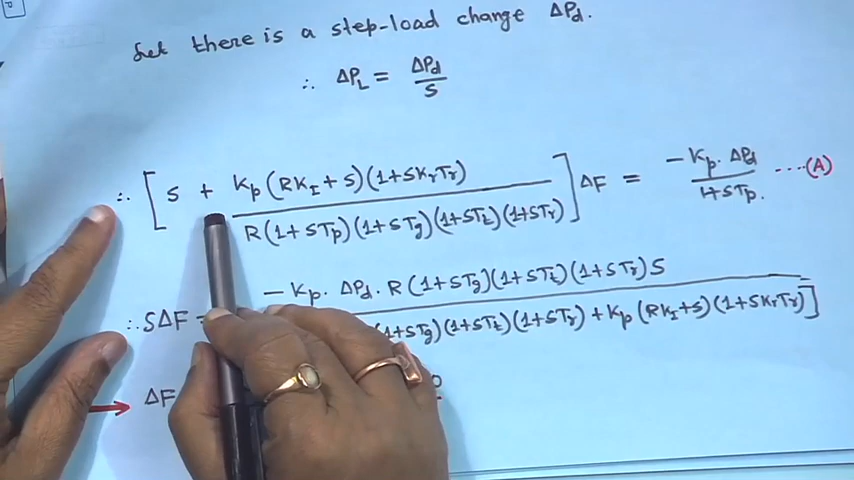 Let there is a step-load change ΔPd.
∴ ΔPL = ΔPd / S
∴ [ S + Kp(RKI + S)(1+SKrTr) / R(1+STp)(1+STg)(1+STt)(1+STr) ] ΔF = -Kp. ΔPd / 1+STp. ----(A)
∴ SΔF = -Kp. ΔPd. R(1+STg)(1+STt)(1+STr)S / (1+STg)(1+STt)(1+STr) + Kp(RKI+S)(1+SKrTr)]
ΔF